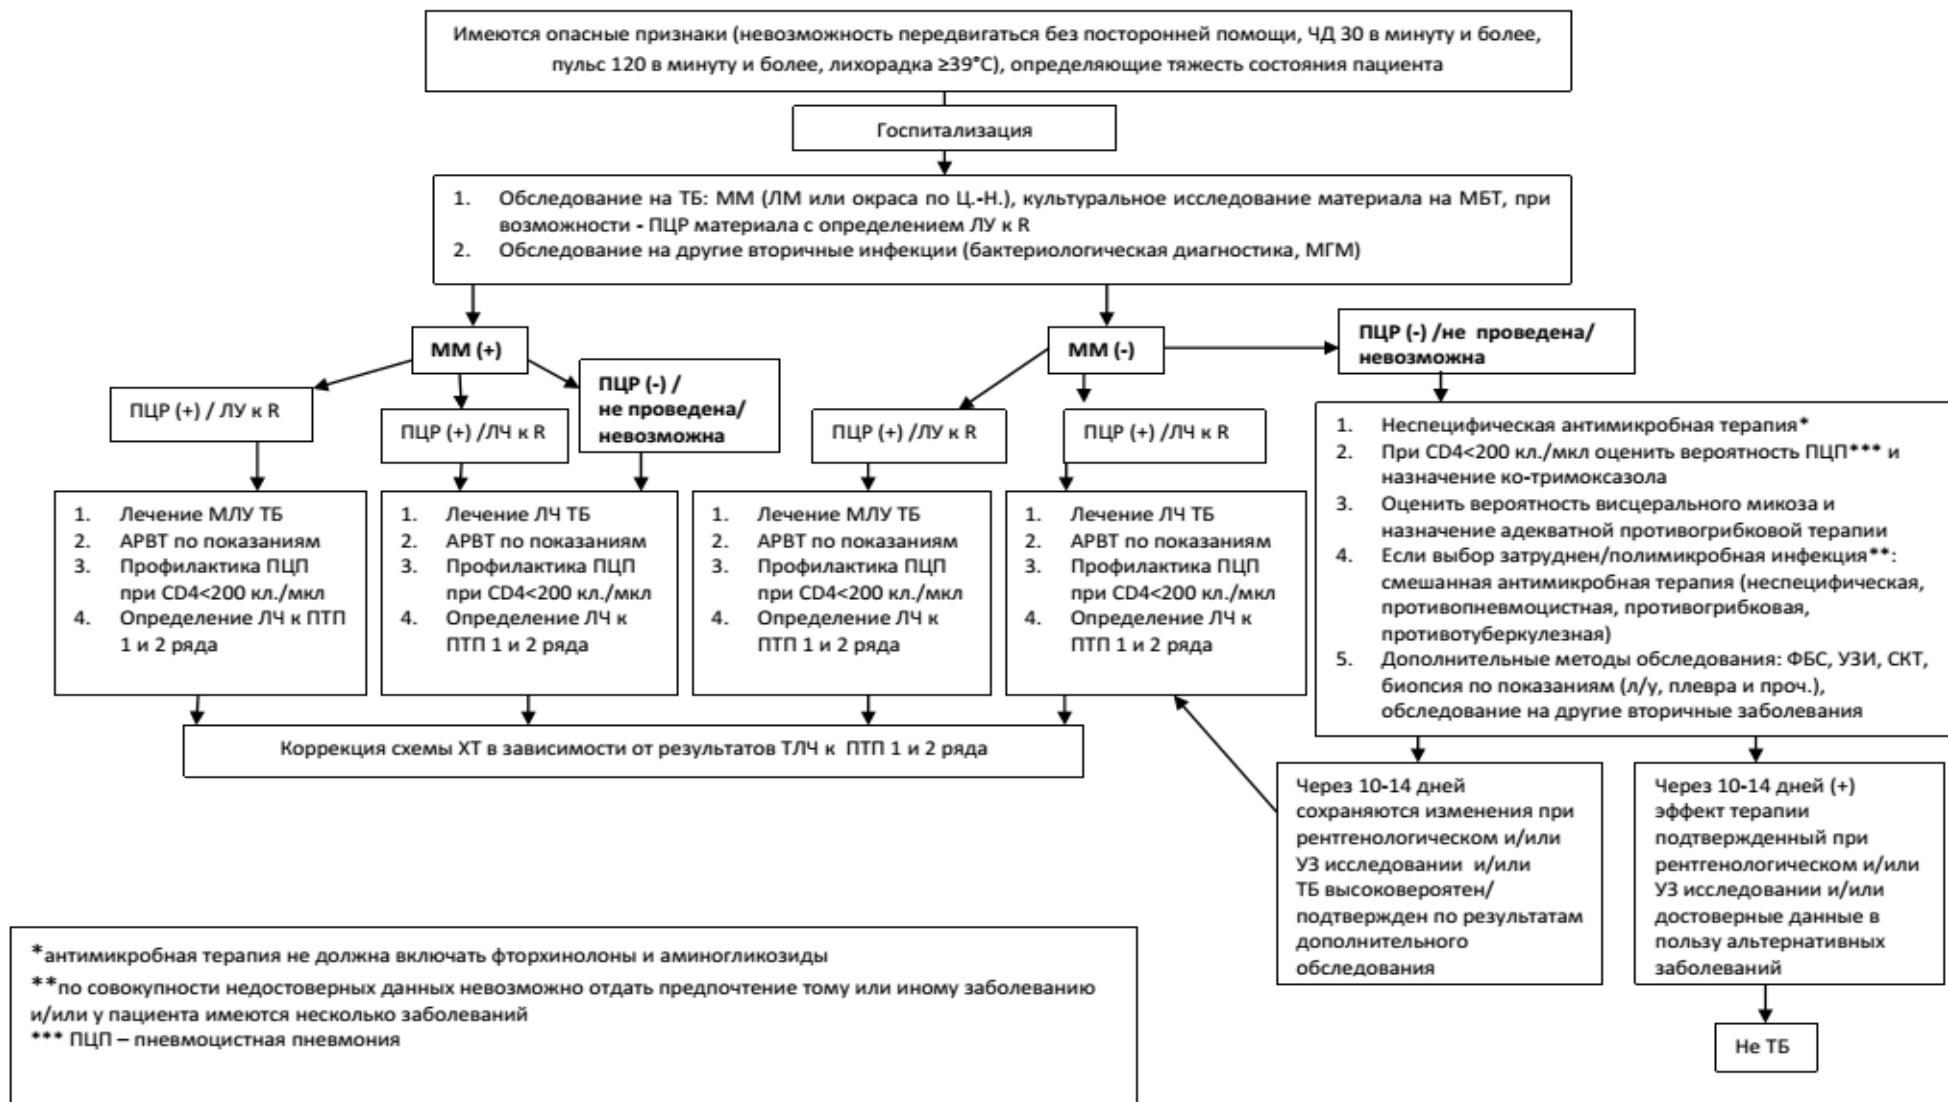 Имеются опасные признаки (невозможность передвигаться без посторонней помощи, ЧД 30 в минуту и более,
пульс 120 в минуту и более, лихорадка ≥39°С), определяющие тяжесть состояния пациента
Госпитализация
1. Обследование на ТБ: ММ (ЛМ или окраса по Ц.-Н.), культуральное исследование материала на МБТ, при
возможности - ПЦР материала с определением ЛУ к R
2. Обследование на другие вторичные инфекции (бактериологическая диагностика, МГМ)
ММ (+)
ММ (-)
ПЦР (-) /не проведена/
невозможна
ПЦР (+) / ЛУ к R
ПЦР (+) /ЛЧ к R
ПЦР (-) /
не проведена/
невозможна
ПЦР (+) /ЛУ к R
ПЦР (+) /ЛЧ к R
1. Лечение МЛУ ТБ
2. АРВТ по показаниям
3. Профилактика ПЦП
при CD4<200 кл./мкл
4. Определение ЛЧ к ПТП
1 и 2 ряда
1. Лечение ЛЧ ТБ
2. АРВТ по показаниям
3. Профилактика ПЦП
при CD4<200 кл./мкл
4. Определение ЛЧ к
ПТП 1 и 2 ряда
1. Лечение МЛУ ТБ
2. АРВТ по показаниям
3. Профилактика ПЦП
при CD4<200 кл./мкл
4. Определение ЛЧ к
ПТП 1 и 2 ряда
1. Лечение ЛЧ ТБ
2. АРВТ по показаниям
3. Профилактика ПЦП
при CD4<200 кл./мкл
4. Определение ЛЧ к
ПТП 1 и 2 ряда
1. Неспецифическая антимикробная терапия*
2. При CD4<200 кл./мкл оценить вероятность ПЦП*** и
назначение ко-тримоксазола
3. Оценить вероятность висцерального микоза и
назначение адекватной противогрибковой терапии
4. Если выбор затруднен/полимикробная инфекция**:
смешанная антимикробная терапия (неспецифическая,
противопневмоцистная, противогрибковая,
противотуберкулезная)
5. Дополнительные методы обследования: ФБС, УЗИ, СКТ,
биопсия по показаниям (л/у, плевра и проч.),
обследование на другие вторичные заболевания
Коррекция схемы ХТ в зависимости от результатов ТЛЧ к ПТП 1 и 2 ряда
Через 10-14 дней
сохраняются изменения при
рентгенологическом и/или
УЗ исследовании и/или
ТБ высоковероятен/
подтвержден по результатам
дополнительного
обследования
Через 10-14 дней (+)
эффект терапии
подтвержденный при
рентгенологическом и/или
УЗ исследовании и/или
достоверные данные в
пользу альтернативных
заболеваний
Не ТБ
*антимикробная терапия не должна включать фторхинолоны и аминогликозиды
**по совокупности недостоверных данных невозможно отдать предпочтение тому или иному заболеванию
и/или у пациента имеются несколько заболеваний
*** ПЦП – пневмоцистная пневмония